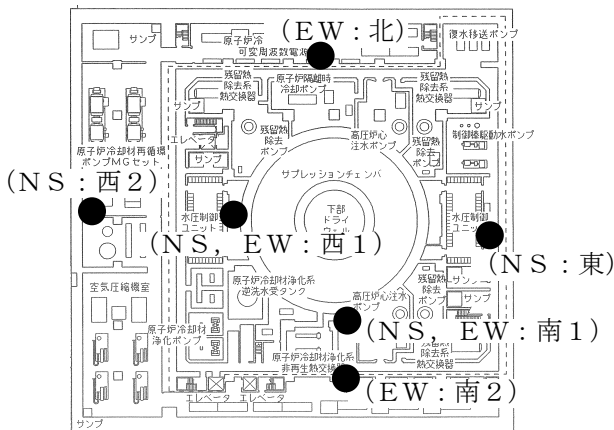 (EW:北)
サンプ
原子炉冷
可変周波数電源
復水移送ポンプ
残留熱
除去系
熱交換器
原子炉隔離時
冷却ポンプ
残留熱
除去系
熱交換器
サンプ
サンプ
残留熱
除去
ポンプ
高圧炉心
注水ポンプ
残留熱
除去
ポンプ
制御棒駆動水ポンプ
エレベータ
サンプ
原子炉冷却材再循環
ポンプMGセット
サプレッションチェンバ
(NS:西2)
水圧制御
ユニット
下部
ドライ
ウェル
水圧制御
ユニット
(NS, EW:西1)
(NS:東)
空気圧縮機室
原子炉冷却材浄化系
逆洗水受タンク
高圧炉心注水
ポンプ
残留熱
除去
ポンプ
サンプ
サンプ
原子炉冷却材
浄化ポンプ
(NS, EW:南1)
原子炉冷却材浄化系
非再生熱交換器
残留熱
除去系
熱交換器
(EW:南2)
エレベータ
エレベータ
サンプ